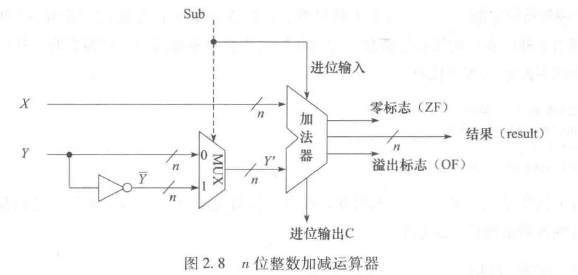 Sub
进位输入
X
n
加法器
零标志（ZF）
n
结果（result）
Y
n
0
MUX
Y'
n
溢出标志（OF）
Y̅
n
1
进位输出C
图 2.8 n 位整数加减运算器